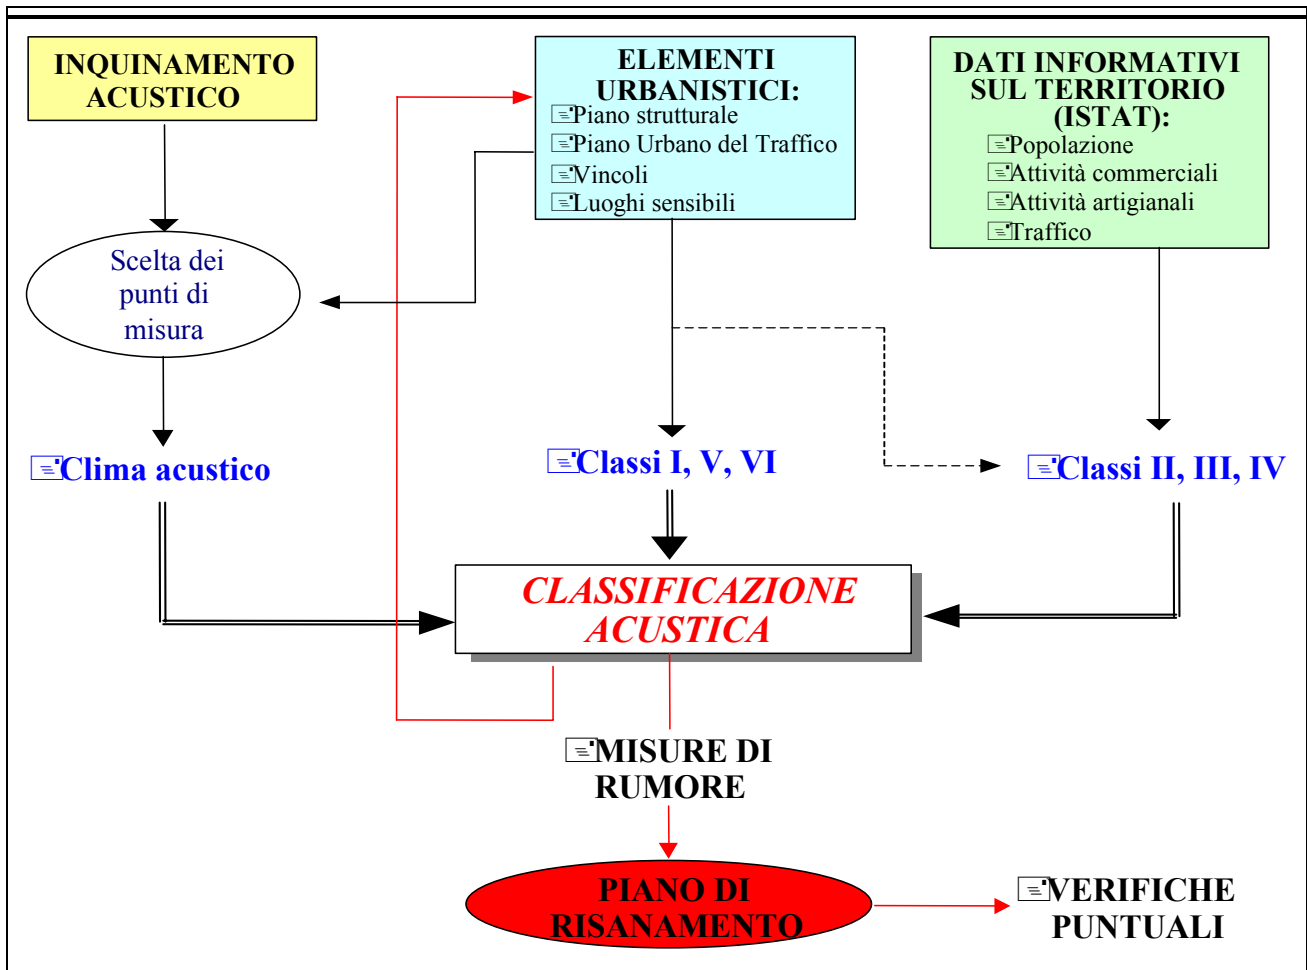 INQUINAMENTO
ACUSTICO
ELEMENTI
URBANISTICI:
Piano strutturale
Piano Urbano del Traffico
Vincoli
Luoghi sensibili
DATI INFORMATIVI
SUL TERRITORIO
(ISTAT):
Popolazione
Attività commerciali
Attività artigianali
Traffico
Scelta dei
punti di
misura
Clima acustico
Classi I, V, VI
Classi II, III, IV
CLASSIFICAZIONE
ACUSTICA
MISURE DI
RUMORE
PIANO DI
RISANAMENTO
VERIFICHE
PUNTUALI